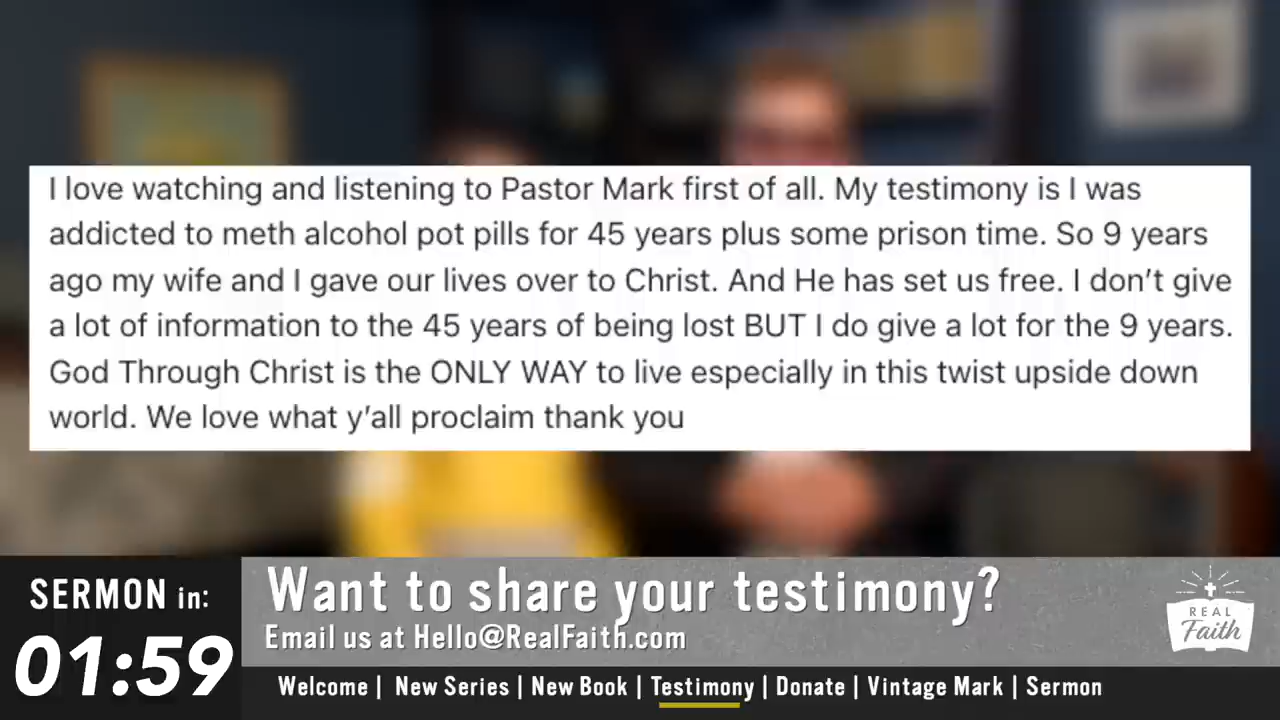 I love watching and listening to Pastor Mark first of all. My testimony is I was
addicted to meth alcohol pot pills for 45 years plus some prison time. So 9 years
ago my wife and I gave our lives over to Christ. And He has set us free. I don’t give
a lot of information to the 45 years of being lost BUT I do give a lot for the 9 years.
God Through Christ is the ONLY WAY to live especially in this twist upside down
world. We love what y’all proclaim thank you
SERMON in:
01:59
Want to share your testimony?
Email us at Hello@RealFaith.com
REAL
Faith
Welcome | New Series | New Book | Testimony | Donate | Vintage Mark | Sermon